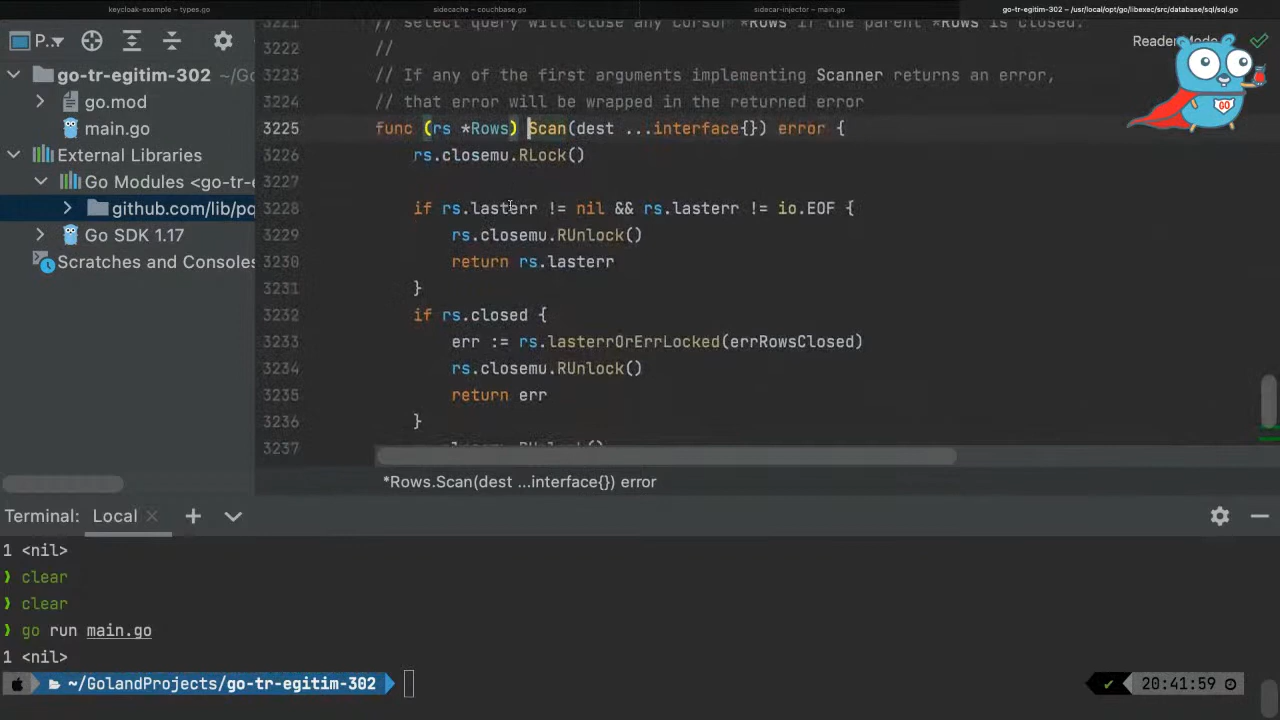 keycloak-example – types.go
sidecache – couchbase.go
sidecar-injector – main.go
go-tr-egitim-302 – /usr/local/opt/go/libexec/src/database/sql/sql.go
P..
go-tr-egitim-302 ~/Go
go.mod
main.go
External Libraries
Go Modules <go-tr-e
github.com/lib/pq
Go SDK 1.17
Scratches and Consoles
Reader Mode
GO
// select query will close any cursor *Rows if the parent *Rows is closed.
3222 //
3223 // If any of the first arguments implementing Scanner returns an error,
3224 // that error will be wrapped in the returned error
3225 func (rs *Rows) Scan(dest ...interface{}) error {
3226 rs.closemu.RLock()
3227
3228 if rs.lasterr != nil && rs.lasterr != io.EOF {
3229 rs.closemu.RUnlock()
3230 return rs.lasterr
3231 }
3232 if rs.closed {
3233 err := rs.lasterrOrErrLocked(errRowsClosed)
3234 rs.closemu.RUnlock()
3235 return err
3236 }
3237
*Rows.Scan(dest ...interface{}) error
Terminal: Local
1 <nil>
❯ clear
❯ clear
❯ go run main.go
1 <nil>
~/GolandProjects/go-tr-egitim-302
20:41:59